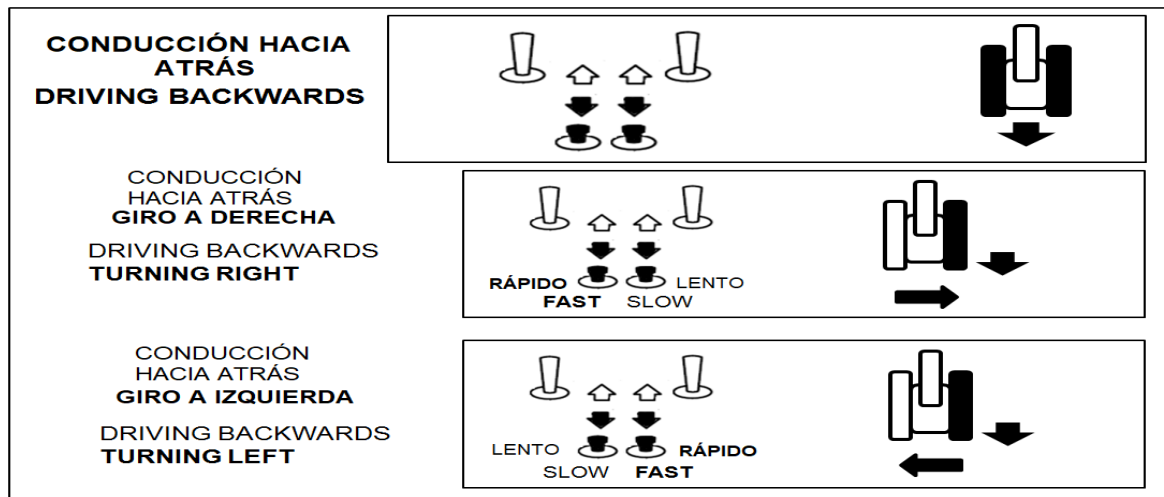 CONDUCCIÓN HACIA
ATRÁS
DRIVING BACKWARDS
CONDUCCIÓN
HACIA ATRÁS
GIRO A DERECHA
DRIVING BACKWARDS
TURNING RIGHT
RÁPIDO LENTO
FAST SLOW
CONDUCCIÓN
HACIA ATRÁS
GIRO A IZQUIERDA
DRIVING BACKWARDS
TURNING LEFT
LENTO RÁPIDO
SLOW FAST